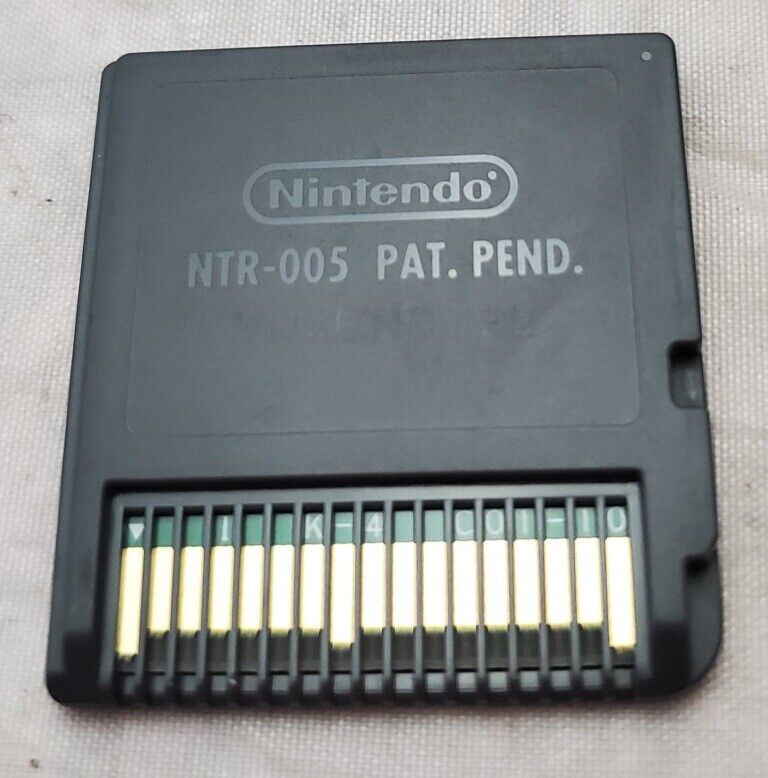 Nintendo®
NTR-005 PAT. PEND.
▼ I K-4 C01-10